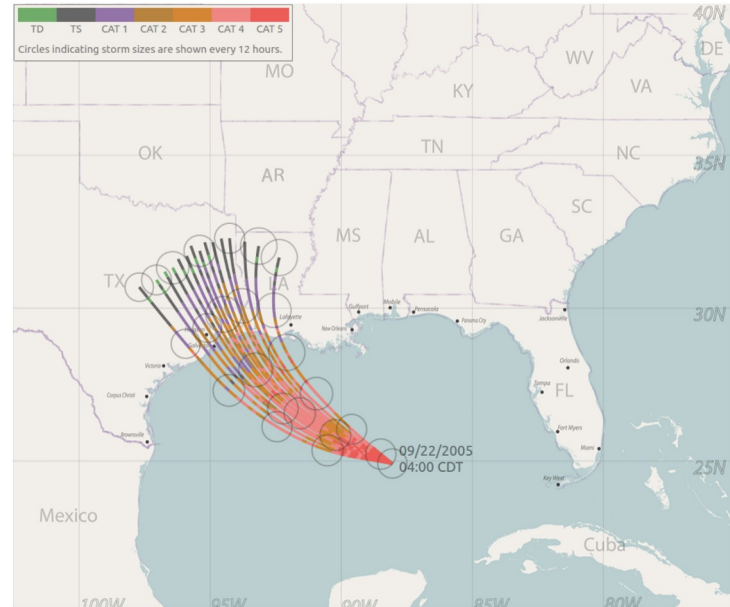 TD TS CAT 1 CAT 2 CAT 3 CAT 4 CAT 5
Circles indicating storm sizes are shown every 12 hours.
40N
DE
WV
MO
VA
KY
TN
NC
35N
OK
AR
SC
MS
AL
GA
TX
LA
30N
Gulfport
Mobile
Pensacola
Panama City
Jacksonville
Lafayette
New Orleans
Victoria
Orlando
Tampa
FL
Corpus Christi
Fort Myers
Brownsville
Miami
09/22/2005
04:00 CDT
25N
Key West
Mexico
Cuba
100W
95W
90W
85W
80W